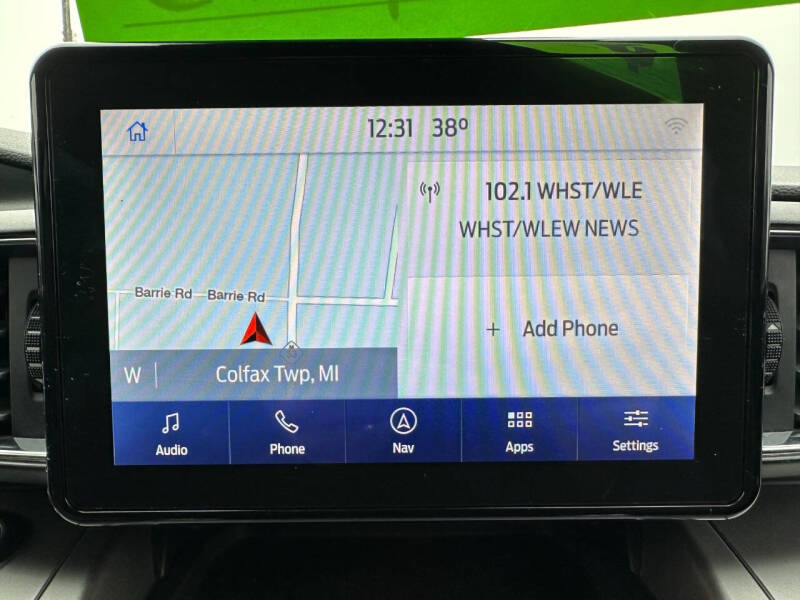 12:31 38º
102.1 WHST/WLE
WHST/WLEW NEWS
Barrie Rd Barrie Rd
+ Add Phone
W Colfax Twp, MI
Audio Phone Nav Apps Settings